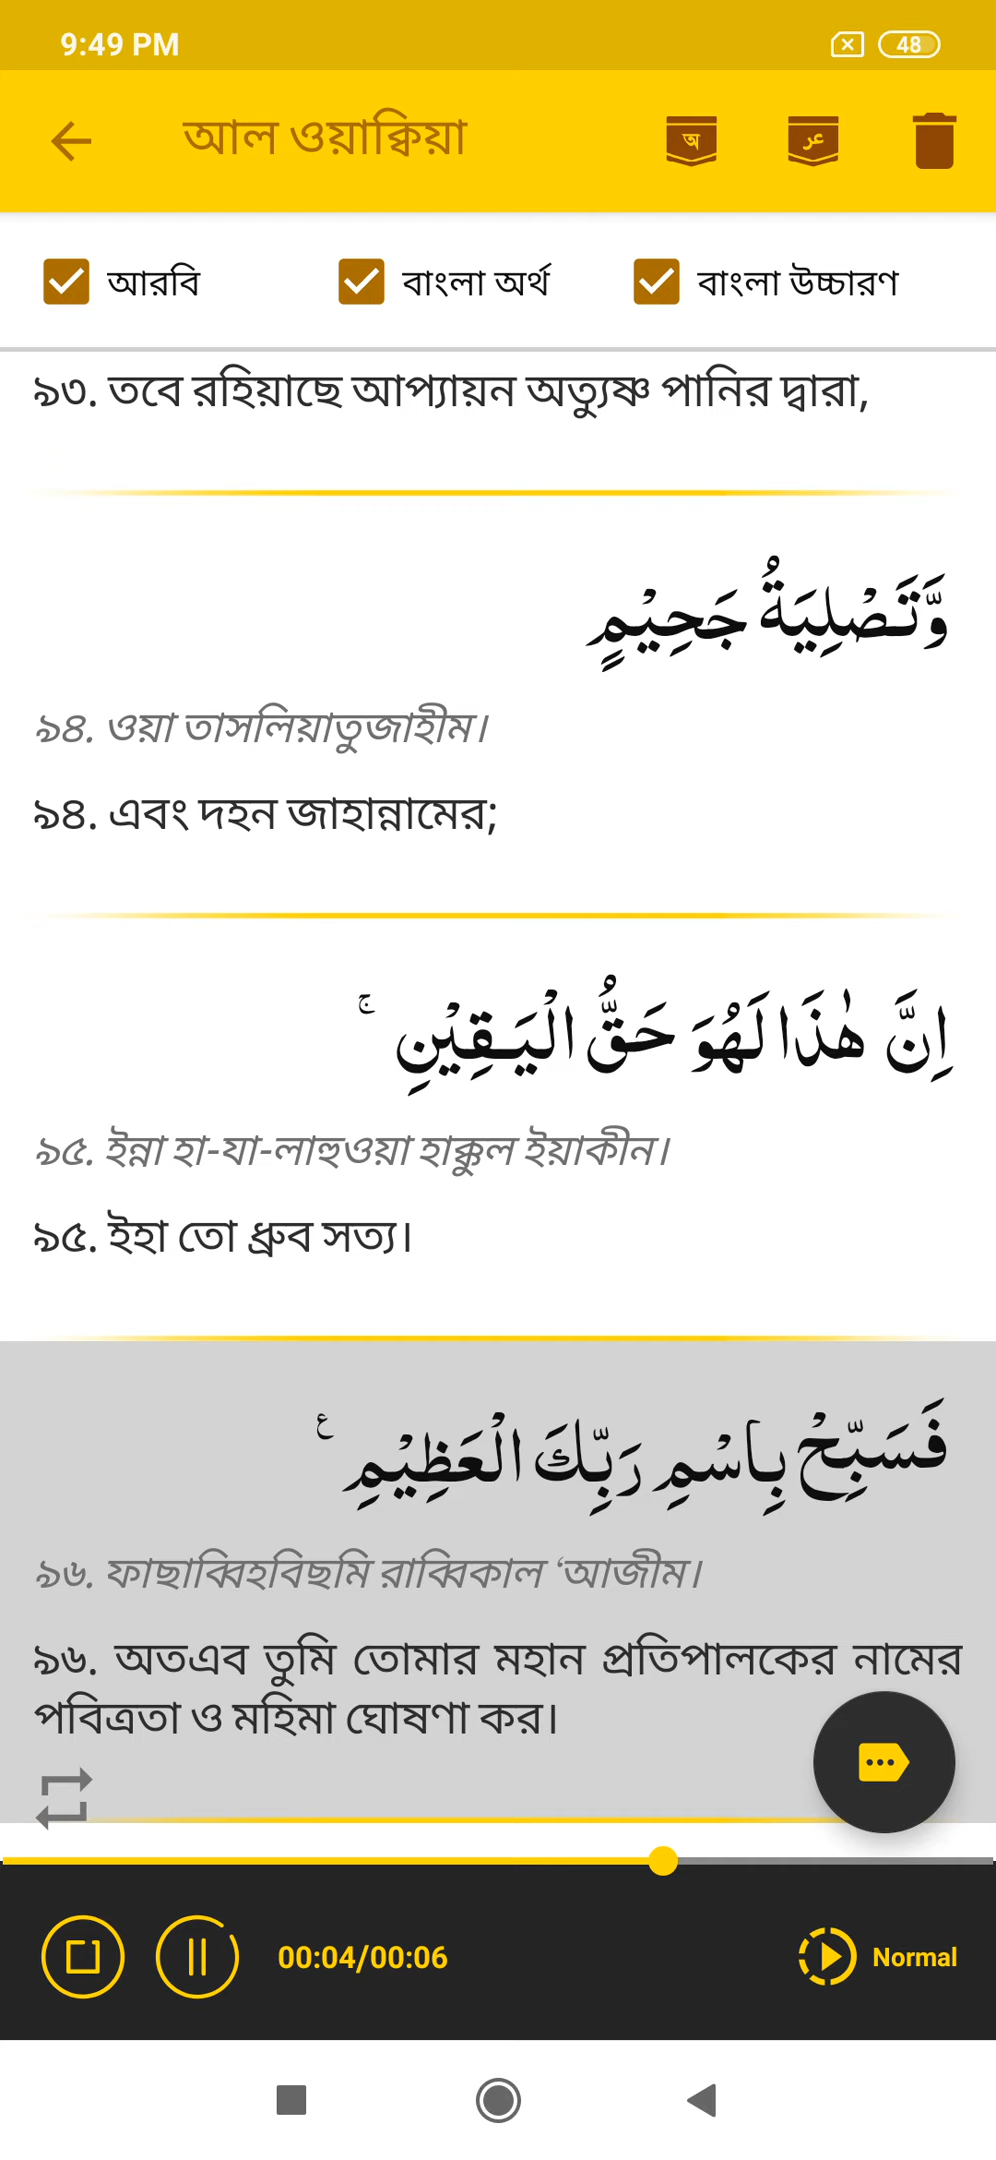 9:49 PM
48
আল ওয়াক্বিয়া
অ
عر
আরবি
বাংলা অর্থ
বাংলা উচ্চারণ
৯৩. তবে রহিয়াছে আপ্যায়ন অত্যুষ্ণ পানির দ্বারা,
وَّتَصْلِيَةُ جَحِيْمٍ
৯৪. ওয়া তাসলিয়াতুজাহীম।
৯৪. এবং দহন জাহান্নামের;
اِنَّ هٰذَا لَهُوَ حَقُّ الْيَقِيْنِ ۚ
৯৫. ইন্না হা-যা-লাহুওয়া হাক্কুল ইয়াকীন।
৯৫. ইহা তো ধ্রুব সত্য।
فَسَبِّحْ بِاسْمِ رَبِّكَ الْعَظِيْمِ ع
৯৬. ফাছাব্বিহবিছমি রাব্বিকাল ‘আজীম।
৯৬. অতএব তুমি তোমার মহান প্রতিপালকের নামের
পবিত্রতা ও মহিমা ঘোষণা কর।
00:04/00:06
Normal